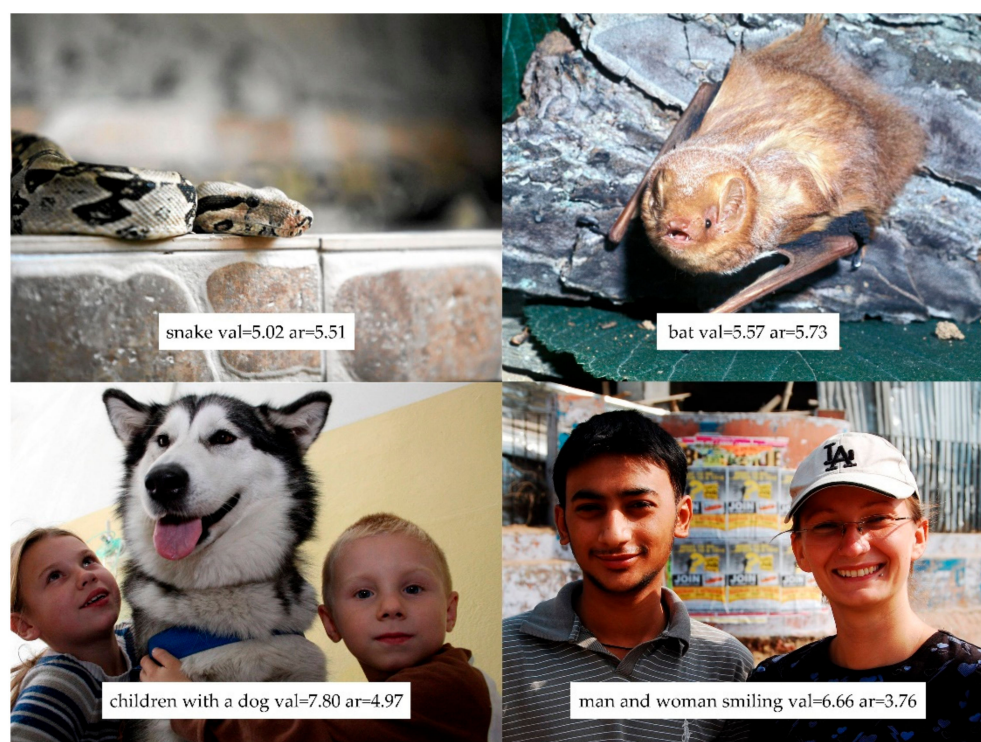 snake val=5.02 ar=5.51
bat val=5.57 ar=5.73
LA
JOIN
JOIN
JOIN
children with a dog val=7.80 ar=4.97
man and woman smiling val=6.66 ar=3.76